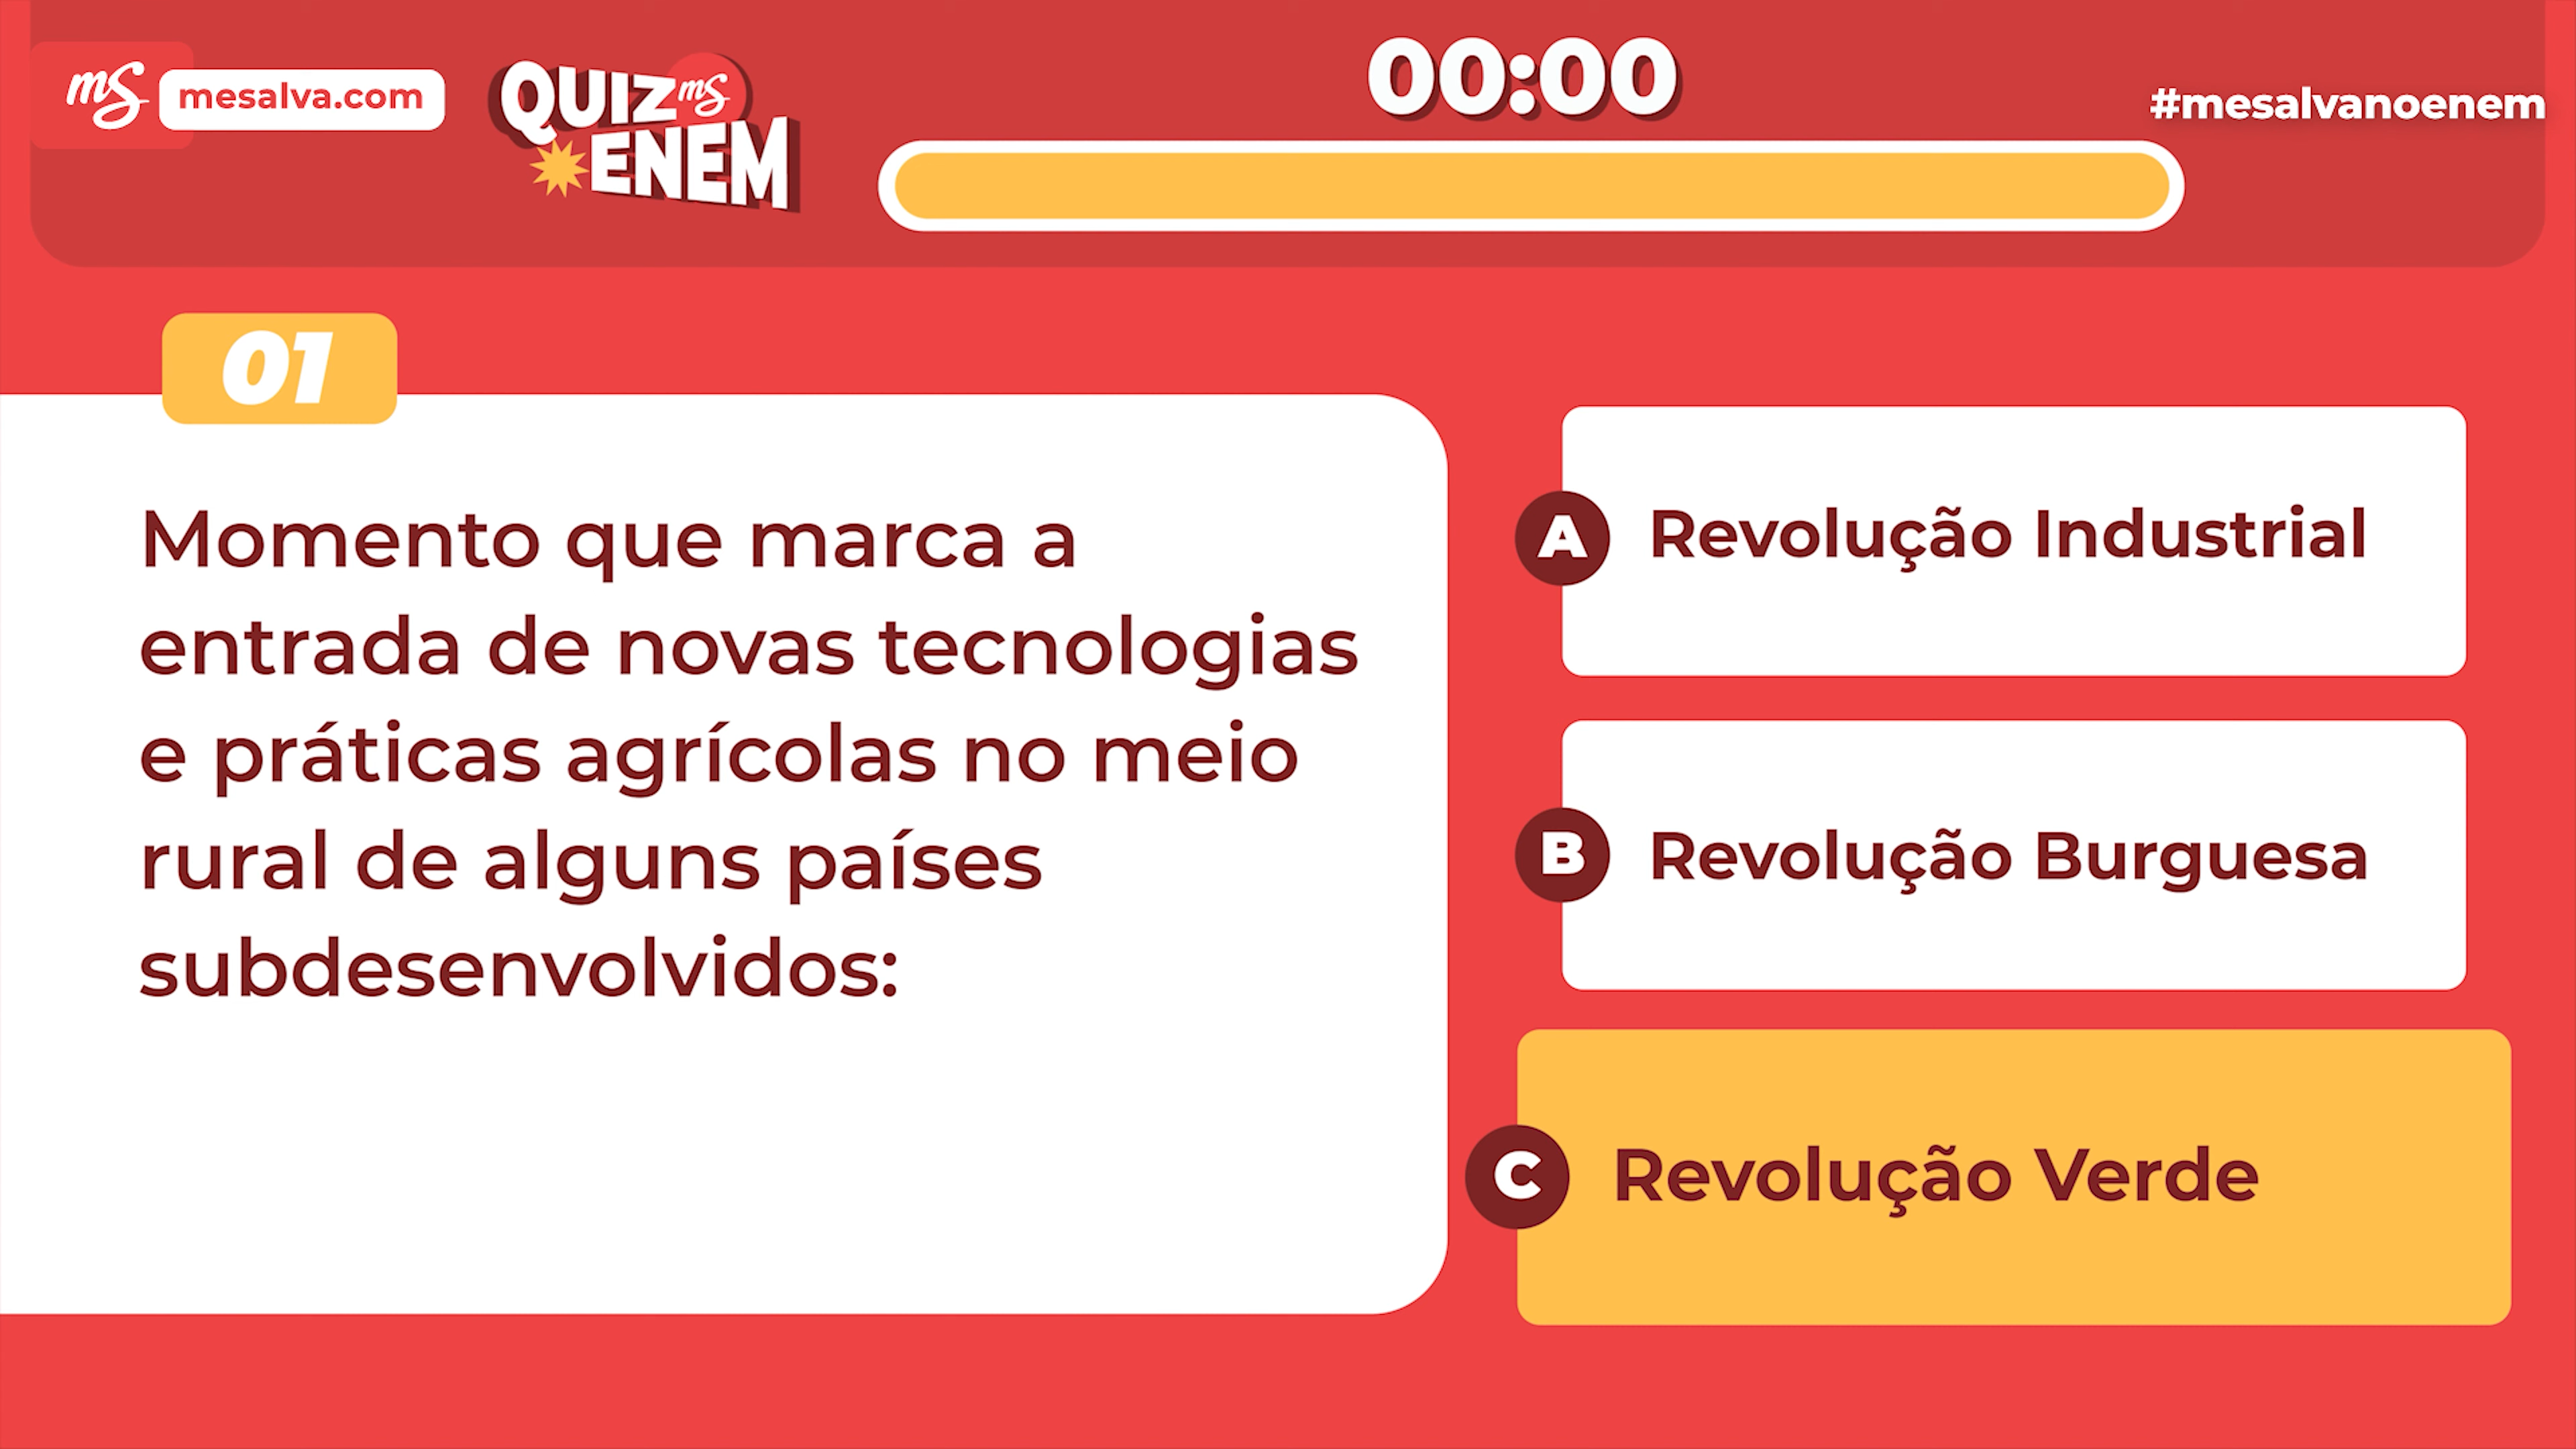 mS mesalva.com
QUIZ mS
ENEM
00:00
#mesalvanoenem
01
Momento que marca a
entrada de novas tecnologias
e práticas agrícolas no meio
rural de alguns países
subdesenvolvidos:
A Revolução Industrial
B Revolução Burguesa
C Revolução Verde